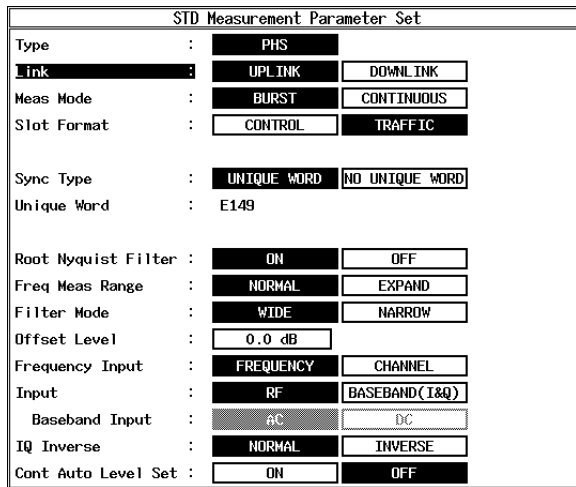 STD Measurement Parameter Set
Type : PHS
Link : UPLINK DOWNLINK
Meas Mode : BURST CONTINUOUS
Slot Format : CONTROL TRAFFIC
Sync Type : UNIQUE WORD NO UNIQUE WORD
Unique Word : E149
Root Nyquist Filter : ON OFF
Freq Meas Range : NORMAL EXPAND
Filter Mode : WIDE NARROW
Offset Level : 0.0 dB
Frequency Input : FREQUENCY CHANNEL
Input : RF BASEBAND(I&Q)
Baseband Input : AC DC
IQ Inverse : NORMAL INVERSE
Cont Auto Level Set : ON OFF